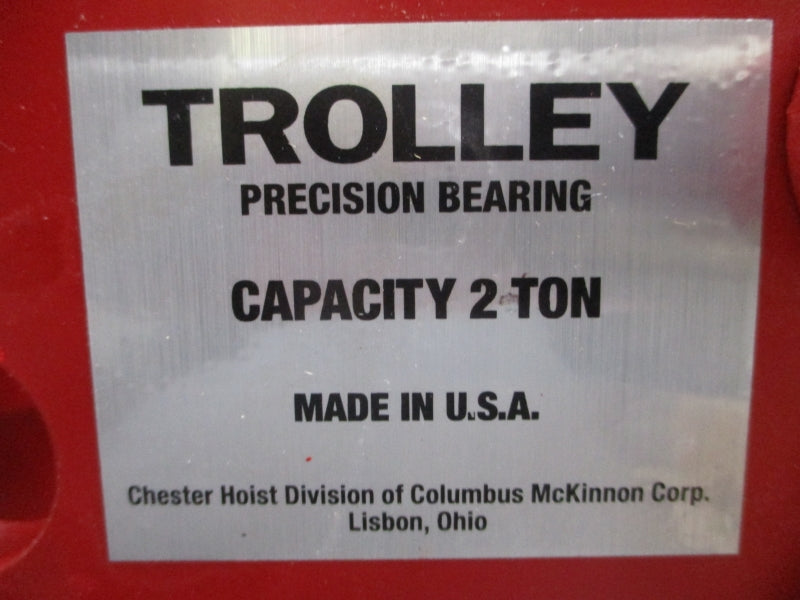 TROLLEY
PRECISION BEARING
CAPACITY 2 TON
MADE IN U.S.A.
Chester Hoist Division of Columbus McKinnon Corp.
Lisbon, Ohio